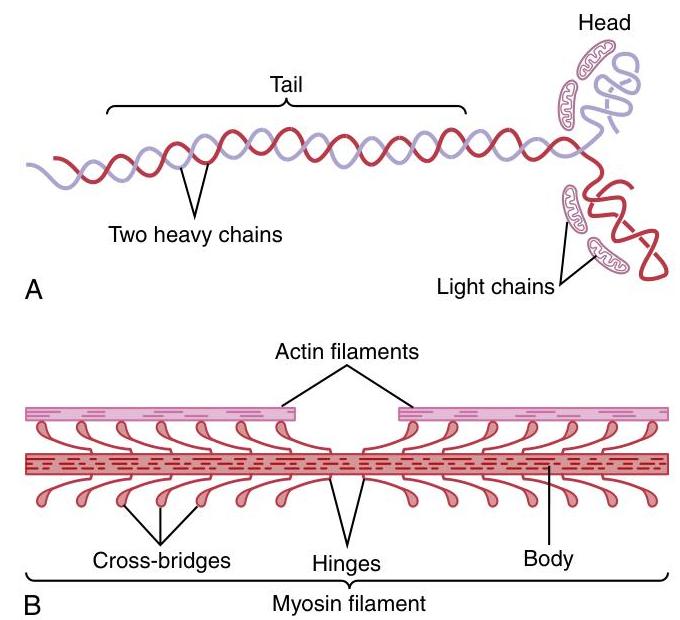 Head
Tail
Two heavy chains
Light chains
A
Actin filaments
Cross-bridges
Hinges
Body
Myosin filament
B